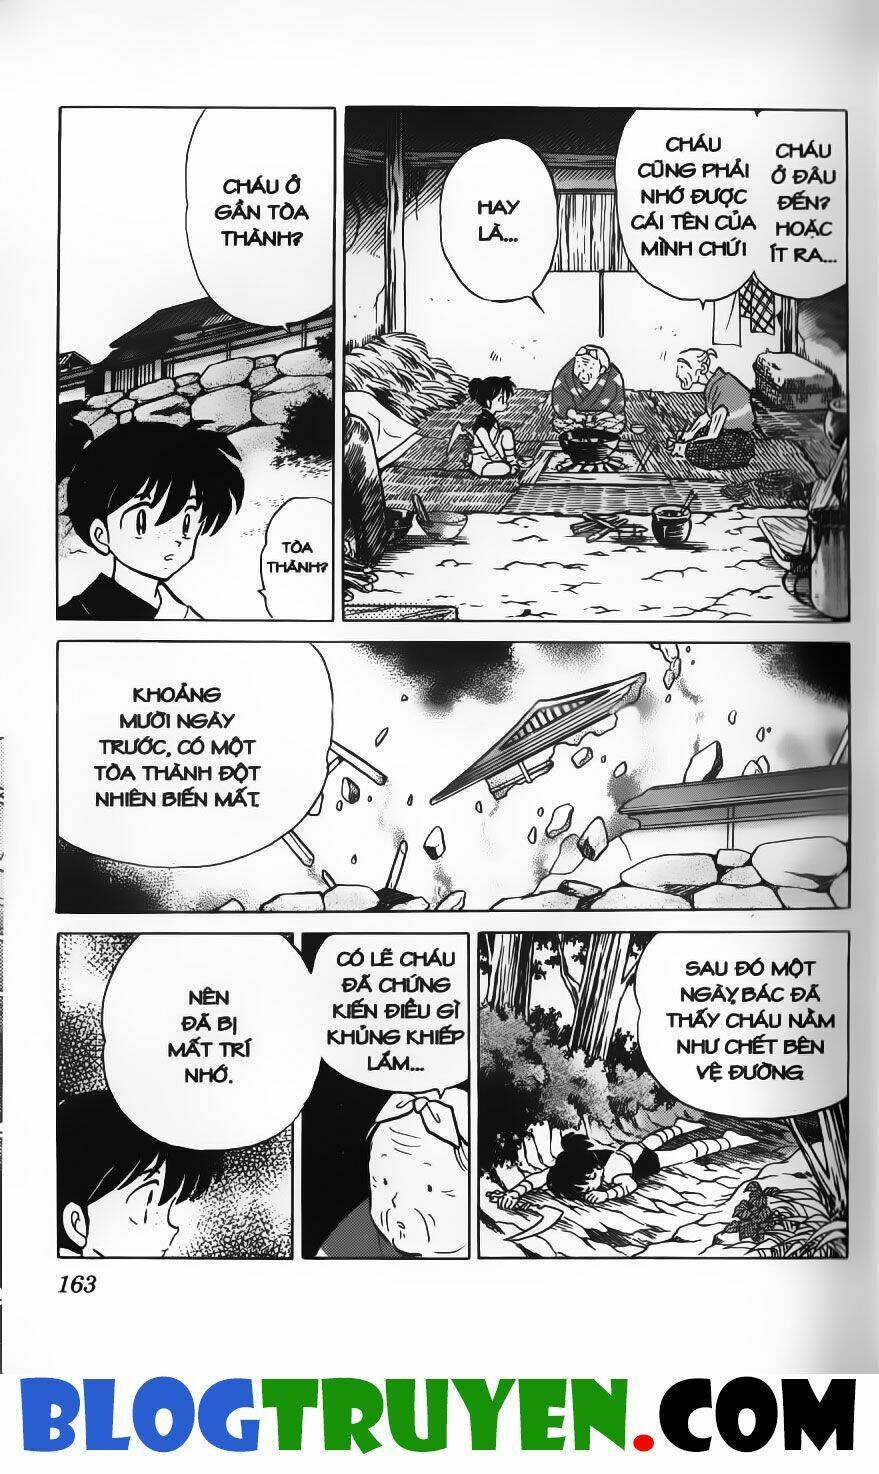 CHÁU
Ở ĐÂU
ĐẾN?
HOẶC
ÍT RA...
CHÁU
CŨNG PHẢI
NHỚ ĐƯỢC
CÁI TÊN CỦA
MÌNH CHỨ!
HAY
LÀ...
CHÁU Ở
GẦN TÒA
THÀNH?
TÒA
THÀNH?
KHOẢNG
MƯỜI NGÀY
TRƯỚC, CÓ MỘT
TÒA THÀNH ĐỘT
NHIÊN BIẾN MẤT.
SAU ĐÓ MỘT
NGÀY, BÁC ĐÃ
THẤY CHÁU NẰM
NHƯ CHẾT BÊN
VỆ ĐƯỜNG.
CÓ LẼ CHÁU
ĐÃ CHỨNG
KIẾN ĐIỀU GÌ
KHỦNG KHIẾP
LẮM...
NÊN
ĐÃ BỊ
MẤT TRÍ
NHỚ.
163
BLOGTRUYEN.COM